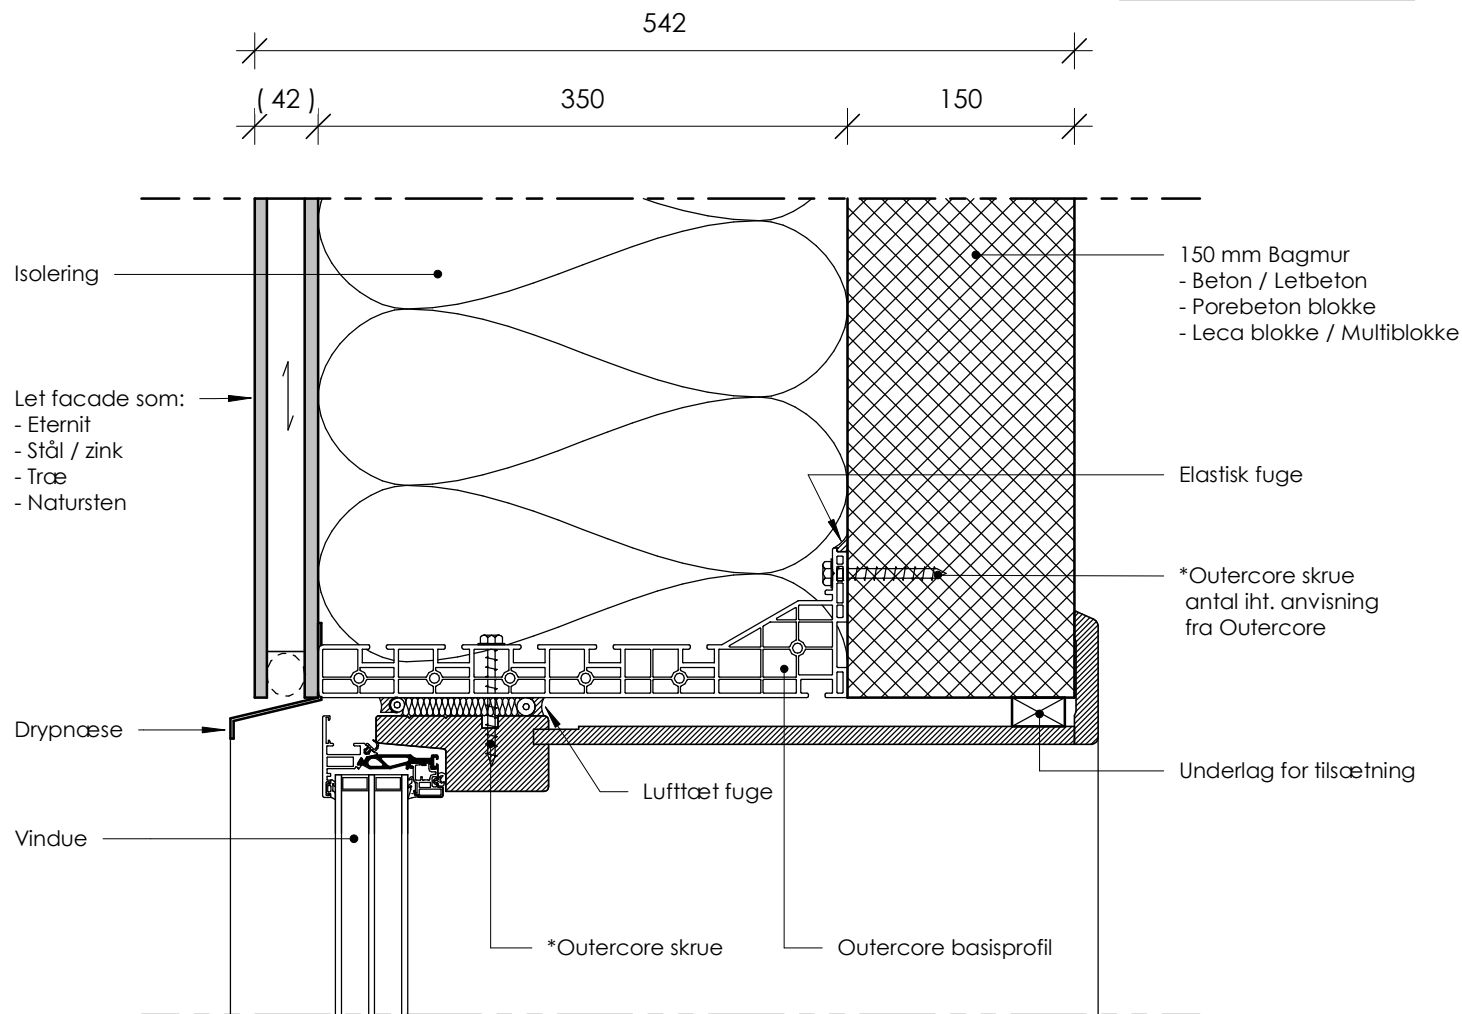 542
( 42 )
350
150
Isolering
150 mm Bagmur
- Beton / Letbeton
- Porebeton blokke
- Leca blokke / Multiblokke
Let facade som:
- Eternit
- Stål / zink
- Træ
- Natursten
Elastisk fuge
*Outercore skrue
antal iht. anvisning
fra Outercore
Drypnæse
Underlag for tilsætning
Lufttæt fuge
Vindue
*Outercore skrue
Outercore basisprofil